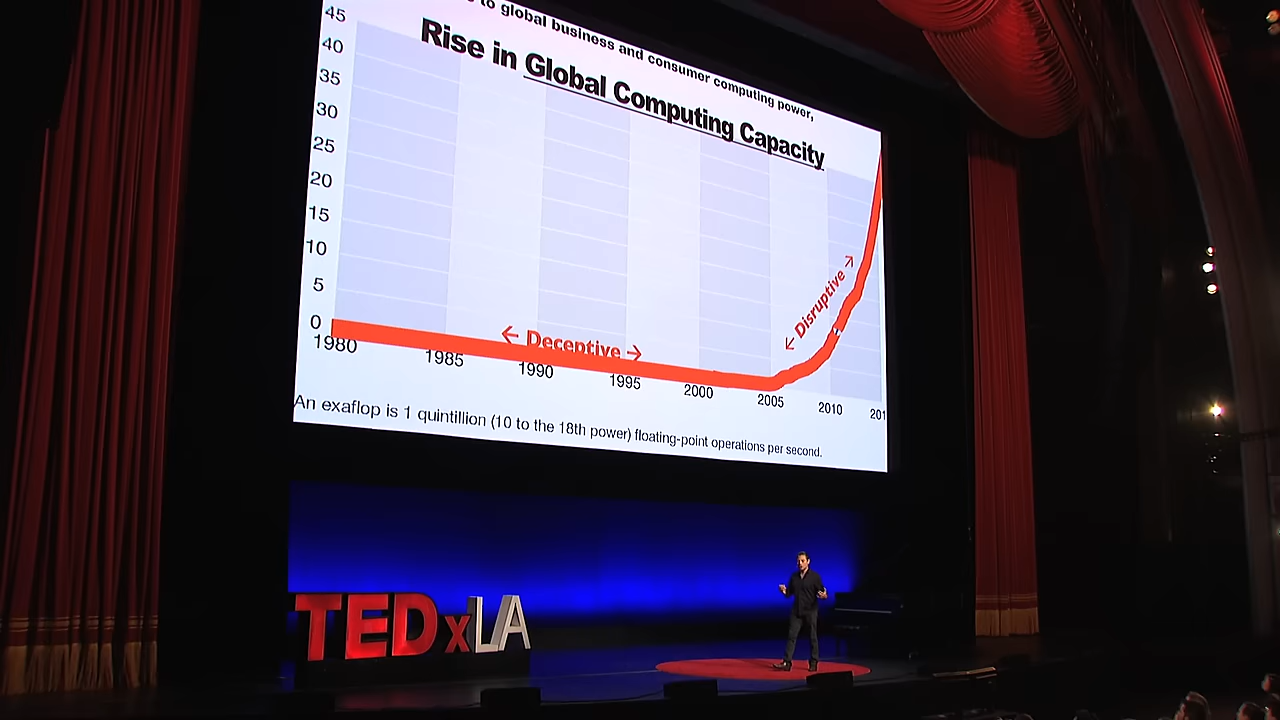 to global business and consumer computing power,
Rise in Global Computing Capacity
45
40
35
30
25
20
15
10
5
0
← Deceptive →
← Disruptive →
1980 1985 1990 1995 2000 2005 2010 201
An exaflop is 1 quintillion (10 to the 18th power) floating-point operations per second.
TEDxLA